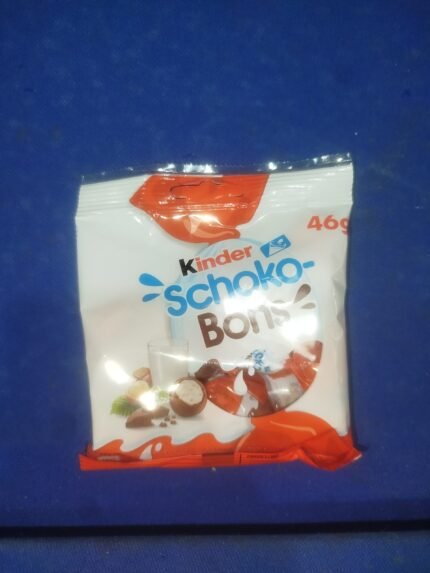 46g
Kinder
Schoko-
Bons